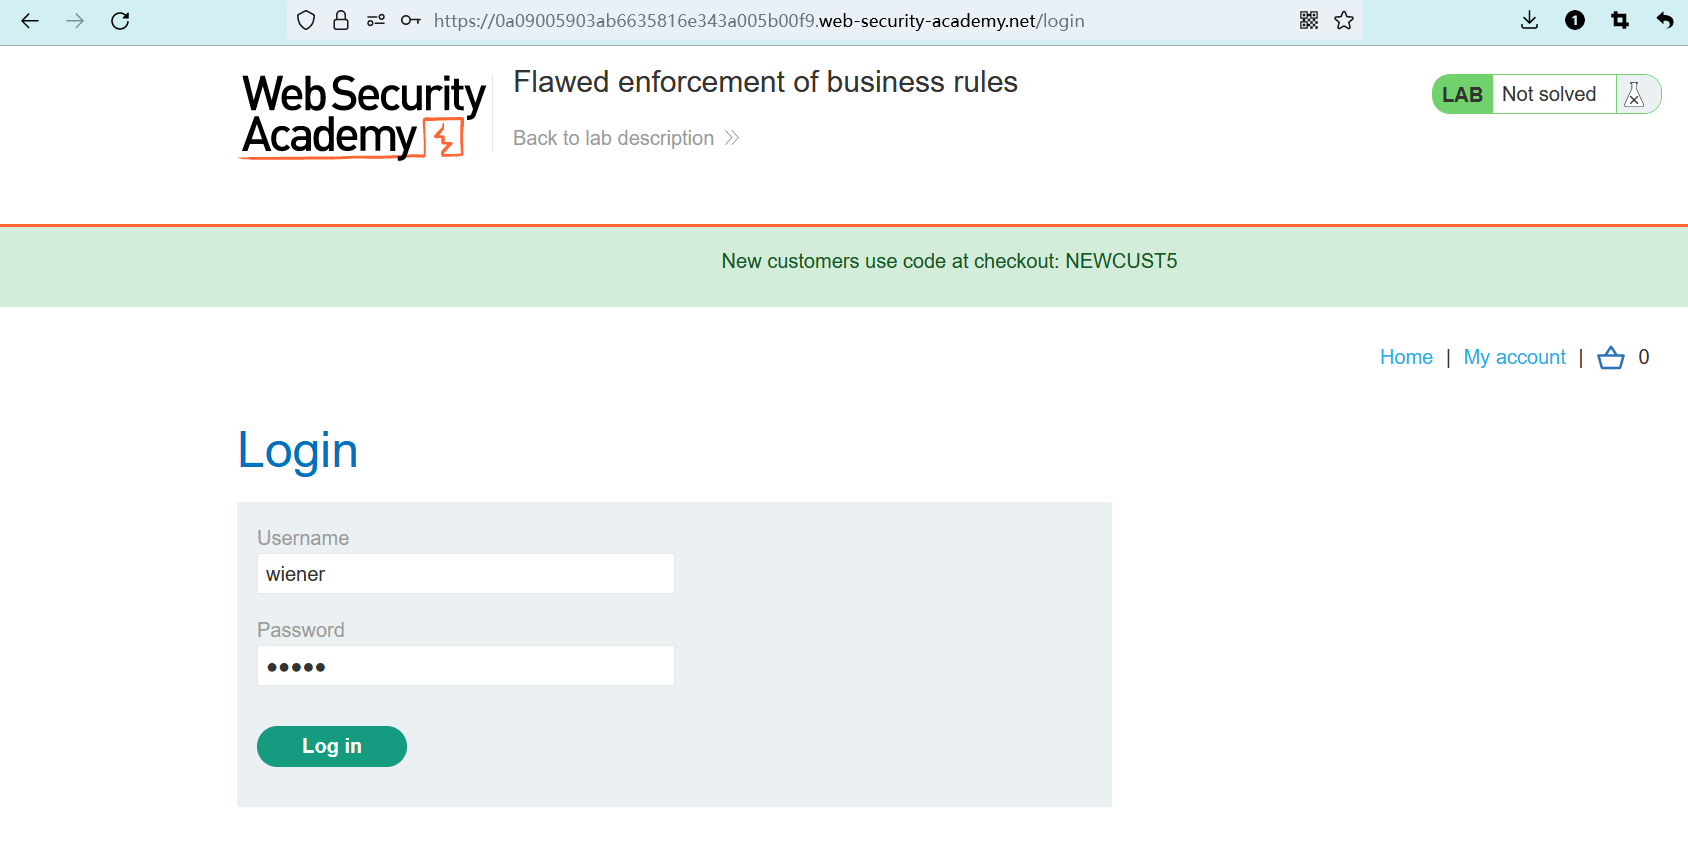 https://0a09005903ab6635816e343a005b00f9.web-security-academy.net/login
1
Web Security
Academy
Flawed enforcement of business rules
Back to lab description
LAB Not solved
New customers use code at checkout: NEWCUST5
Home | My account | 0
Login
Username
wiener
Password
Log in